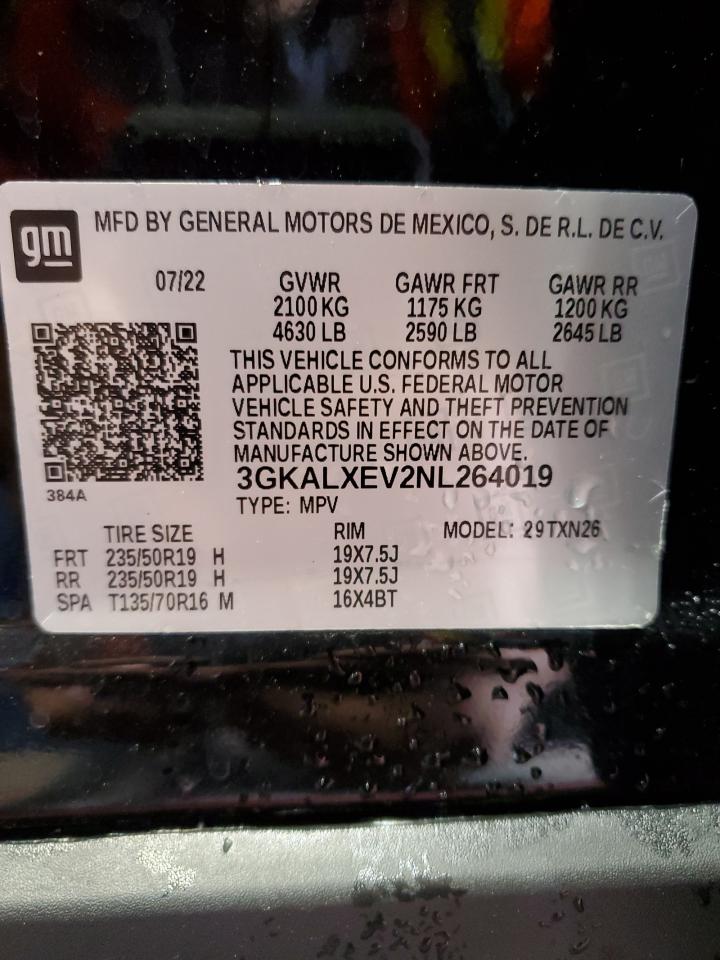 gm
MFD BY GENERAL MOTORS DE MEXICO, S. DE R.L. DE C.V.
07/22 GVWR GAWR FRT GAWR RR
2100 KG 1175 KG 1200 KG
4630 LB 2590 LB 2645 LB
THIS VEHICLE CONFORMS TO ALL
APPLICABLE U.S. FEDERAL MOTOR
VEHICLE SAFETY AND THEFT PREVENTION
STANDARDS IN EFFECT ON THE DATE OF
MANUFACTURE SHOWN ABOVE.
3GKALXEV2NL264019
384A
TYPE: MPV
TIRE SIZE RIM MODEL: 29TXN26
FRT 235/50R19 H 19X7.5J
RR 235/50R19 H 19X7.5J
SPA T135/70R16 M 16X4BT